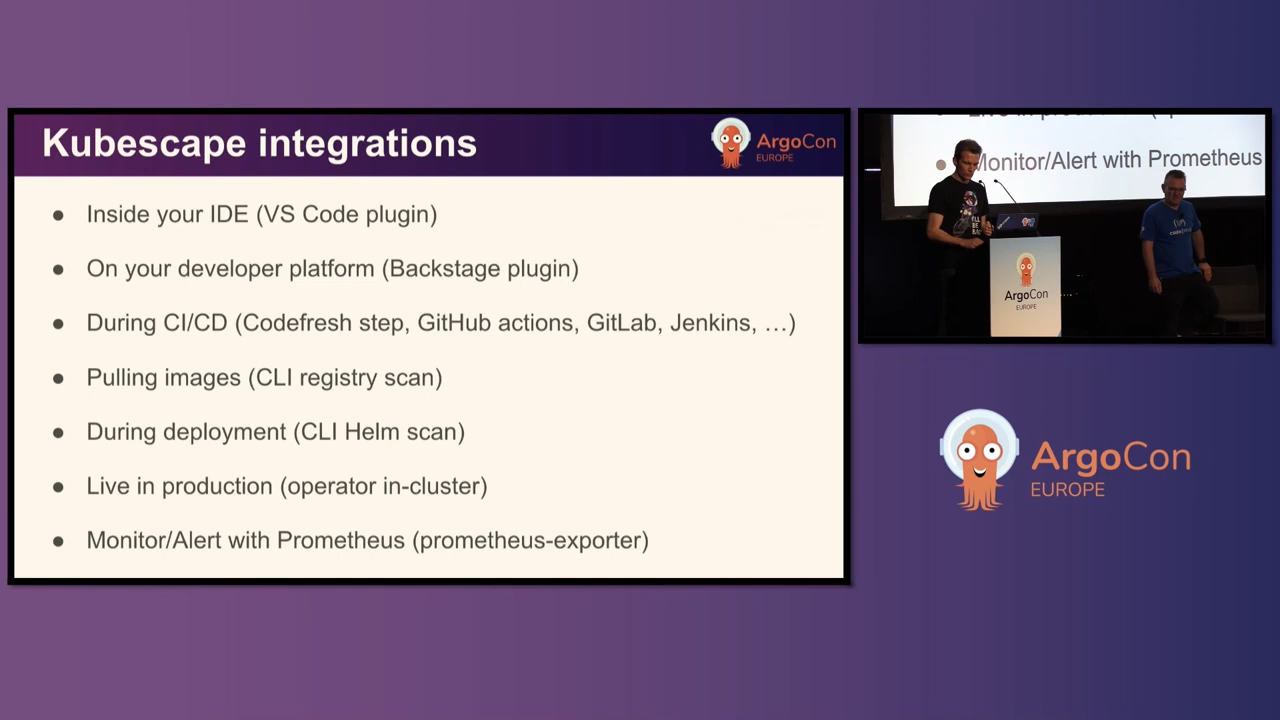 Kubescape integrations
ArgoCon
EUROPE
● Inside your IDE (VS Code plugin)
● On your developer platform (Backstage plugin)
● During CI/CD (Codefresh step, GitHub actions, GitLab, Jenkins, …)
● Pulling images (CLI registry scan)
● During deployment (CLI Helm scan)
● Live in production (operator in-cluster)
● Monitor/Alert with Prometheus (prometheus-exporter)
● Monitor/Alert with Prometheus
ArgoCon
EUROPE
ArgoCon
EUROPE